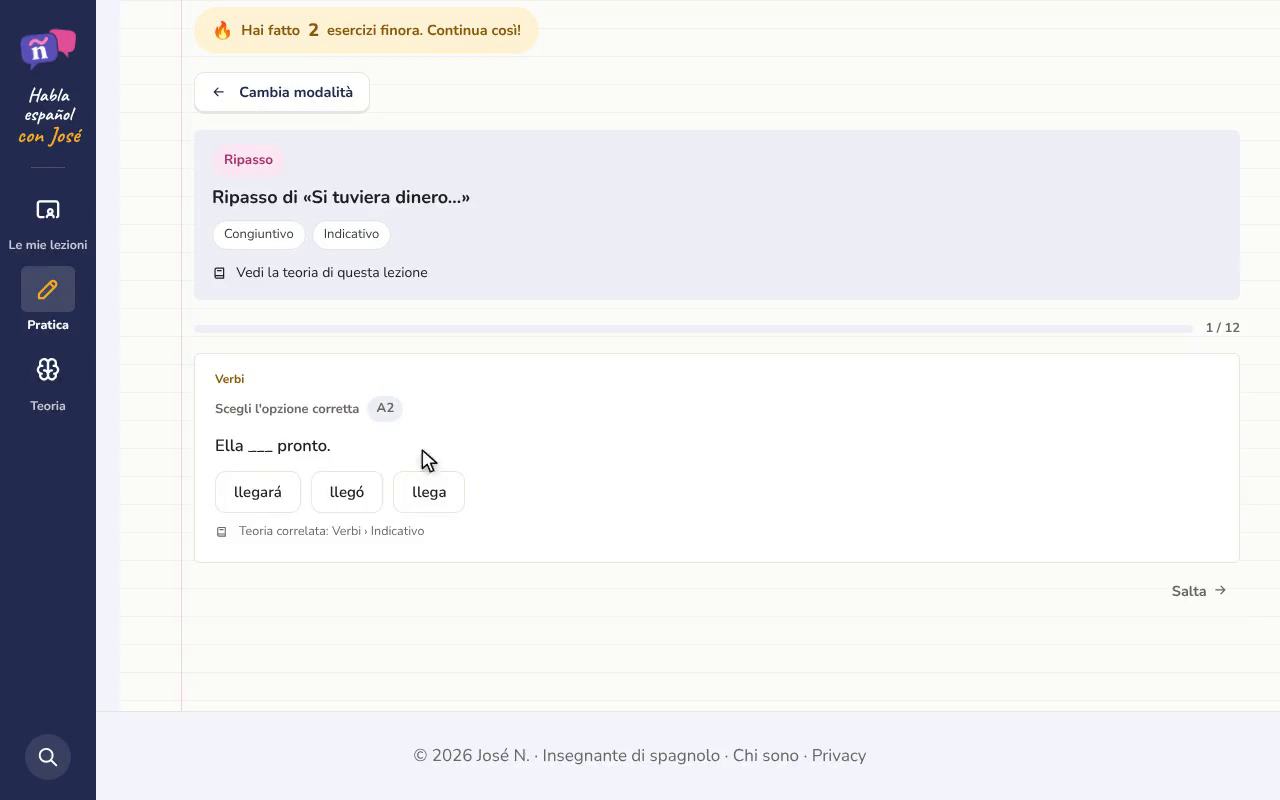 ñ
Habla
español
con José
Le mie lezioni
Pratica
Teoria
🔥 Hai fatto 2 esercizi finora. Continua così!
← Cambia modalità
Ripasso
Ripasso di «Si tuviera dinero...»
Congiuntivo Indicativo
Vedi la teoria di questa lezione
1 / 12
Verbi
Scegli l'opzione corretta A2
Ella ___ pronto.
llegará llegó llega
Teoria correlata: Verbi › Indicativo
Salta →
© 2026 José N. · Insegnante di spagnolo · Chi sono · Privacy